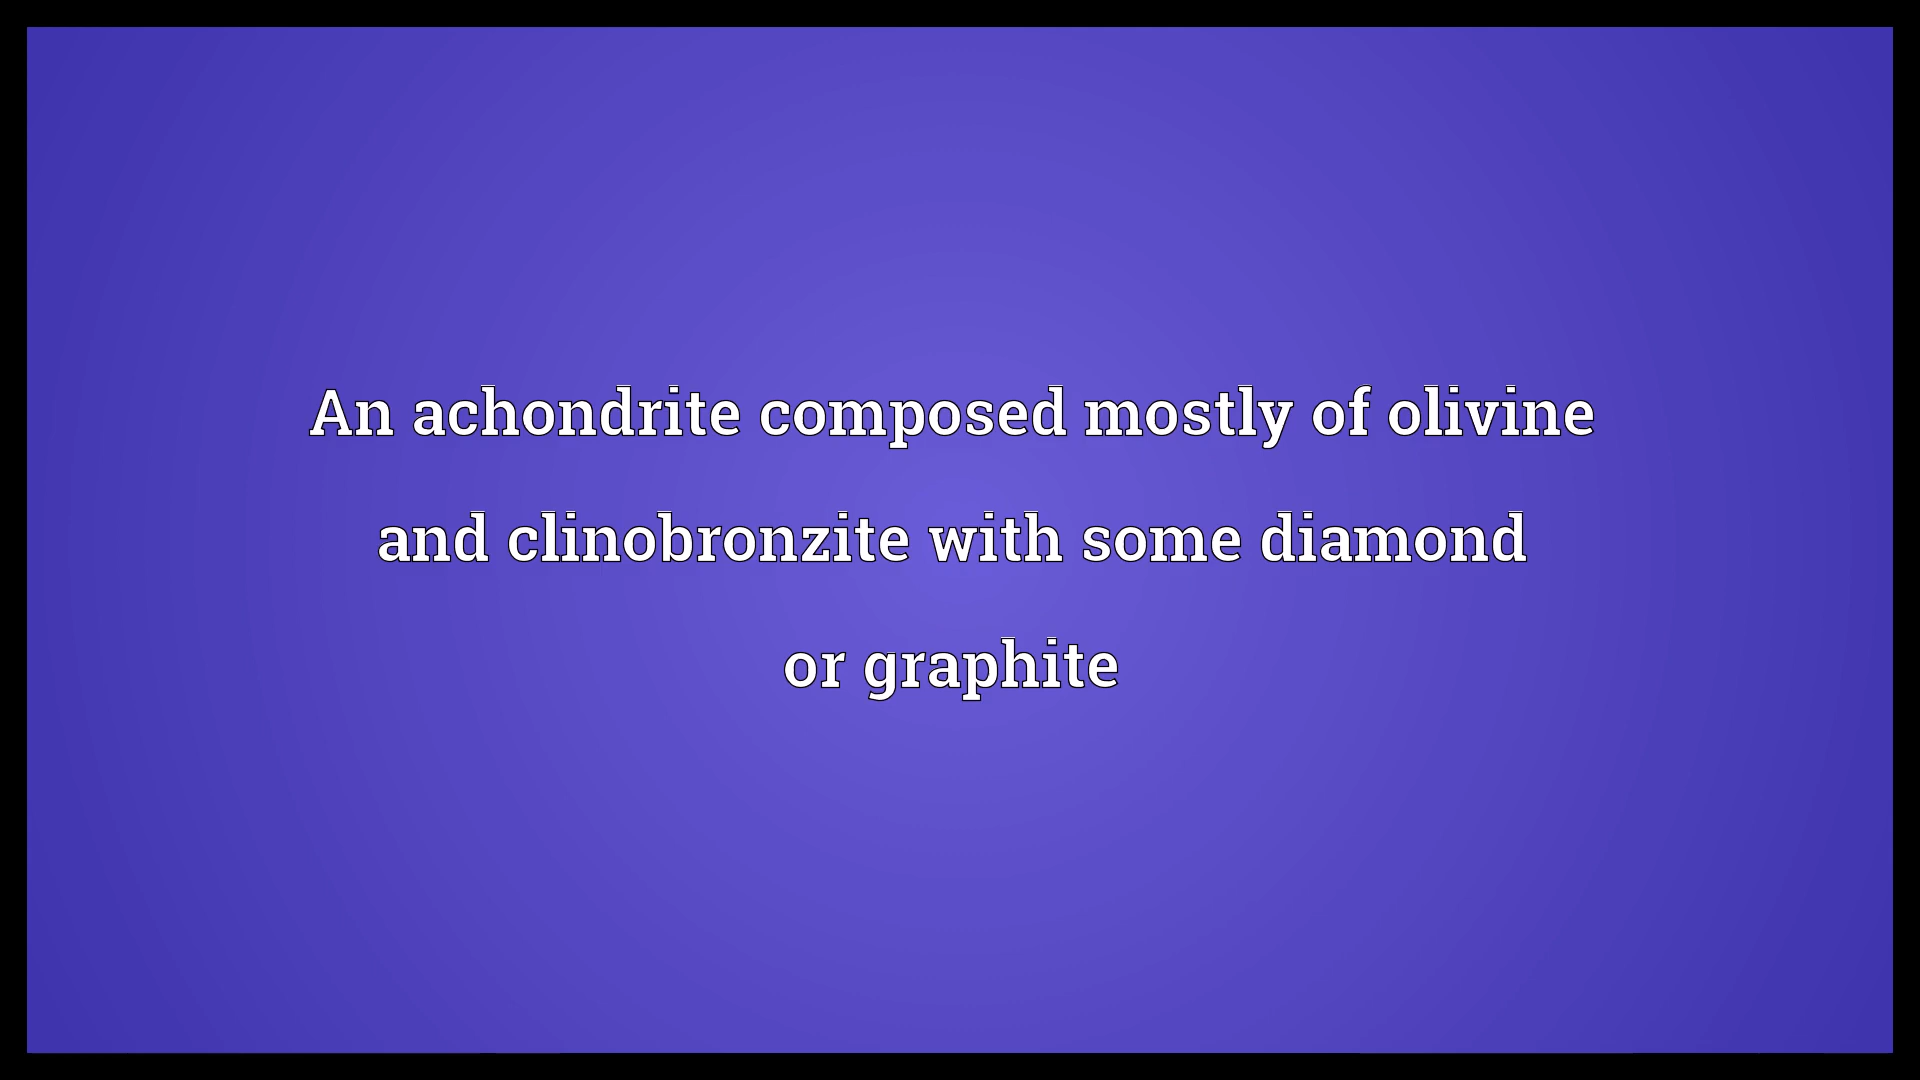 An achondrite composed mostly of olivine
and clinobronzite with some diamond
or graphite